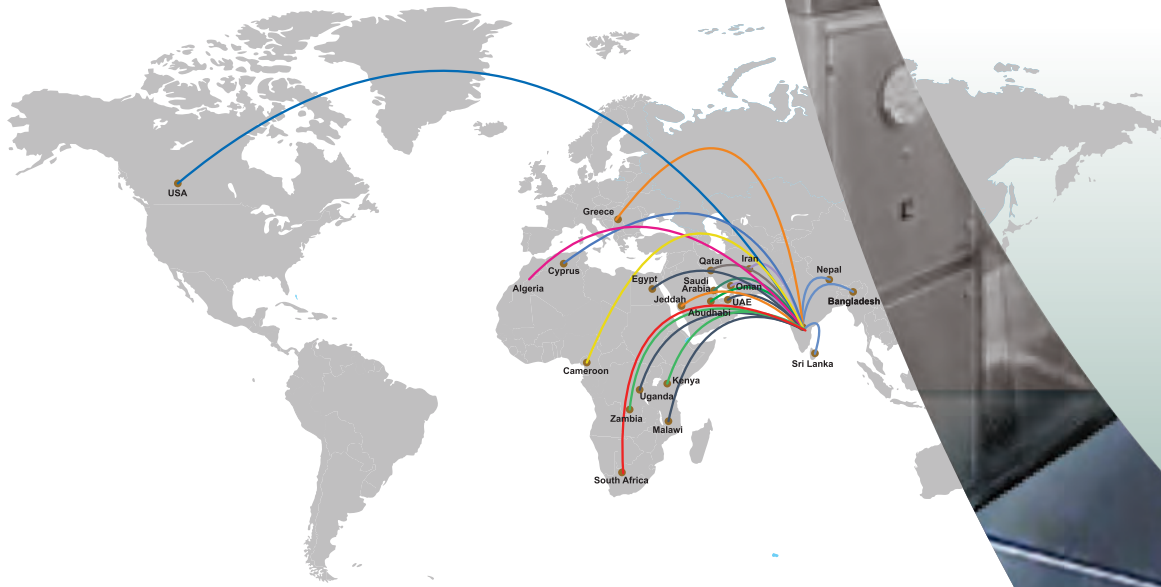 USA
Greece
Cyprus
Algeria
Egypt
Qatar
Iran
Saudi
Arabia
Oman
Jeddah
UAE
Abudhabi
Nepal
Bangladesh
Sri Lanka
Cameroon
Kenya
Uganda
Zambia
Malawi
South Africa